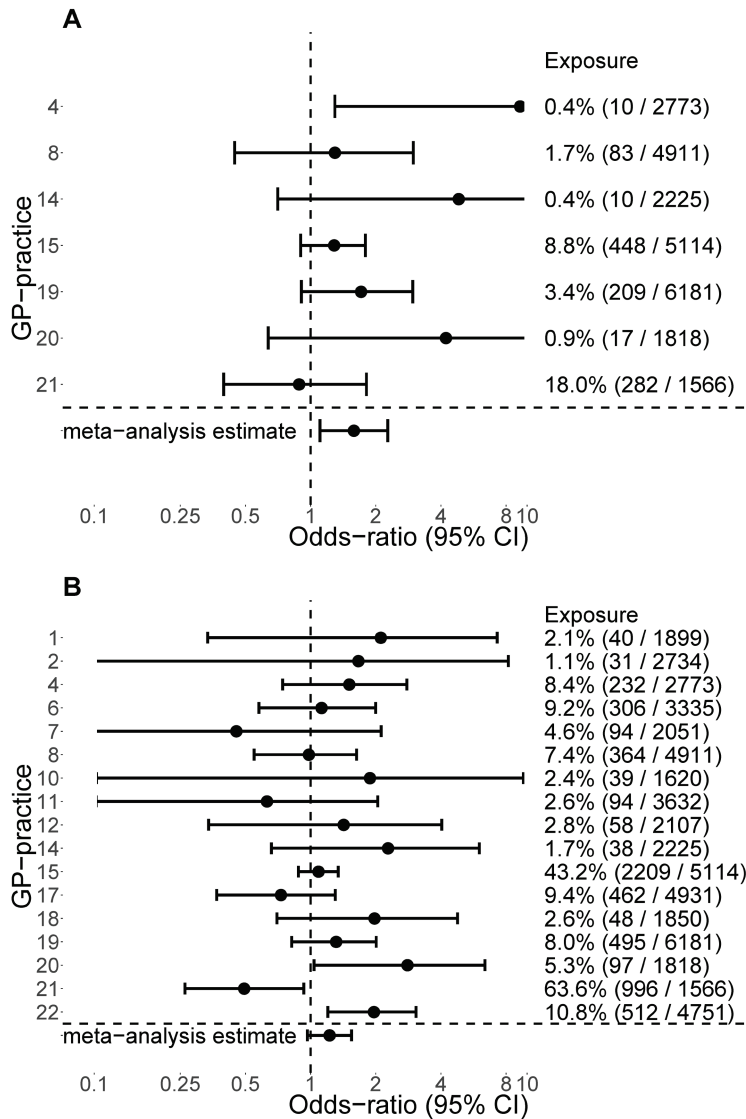 A
Exposure
4 0.4% (10 / 2773)
8 1.7% (83 / 4911)
14 0.4% (10 / 2225)
15 8.8% (448 / 5114)
19 3.4% (209 / 6181)
20 0.9% (17 / 1818)
21 18.0% (282 / 1566)
GP−practice
meta−analysis estimate
0.1 0.25 0.5 1 2 4 8 10
Odds−ratio (95% CI)
B
Exposure
1 2.1% (40 / 1899)
2 1.1% (31 / 2734)
4 8.4% (232 / 2773)
6 9.2% (306 / 3335)
7 4.6% (94 / 2051)
8 7.4% (364 / 4911)
10 2.4% (39 / 1620)
11 2.6% (94 / 3632)
12 2.8% (58 / 2107)
14 1.7% (38 / 2225)
15 43.2% (2209 / 5114)
17 9.4% (462 / 4931)
18 2.6% (48 / 1850)
19 8.0% (495 / 6181)
20 5.3% (97 / 1818)
21 63.6% (996 / 1566)
22 10.8% (512 / 4751)
GP−practice
meta−analysis estimate
0.1 0.25 0.5 1 2 4 8 10
Odds−ratio (95% CI)